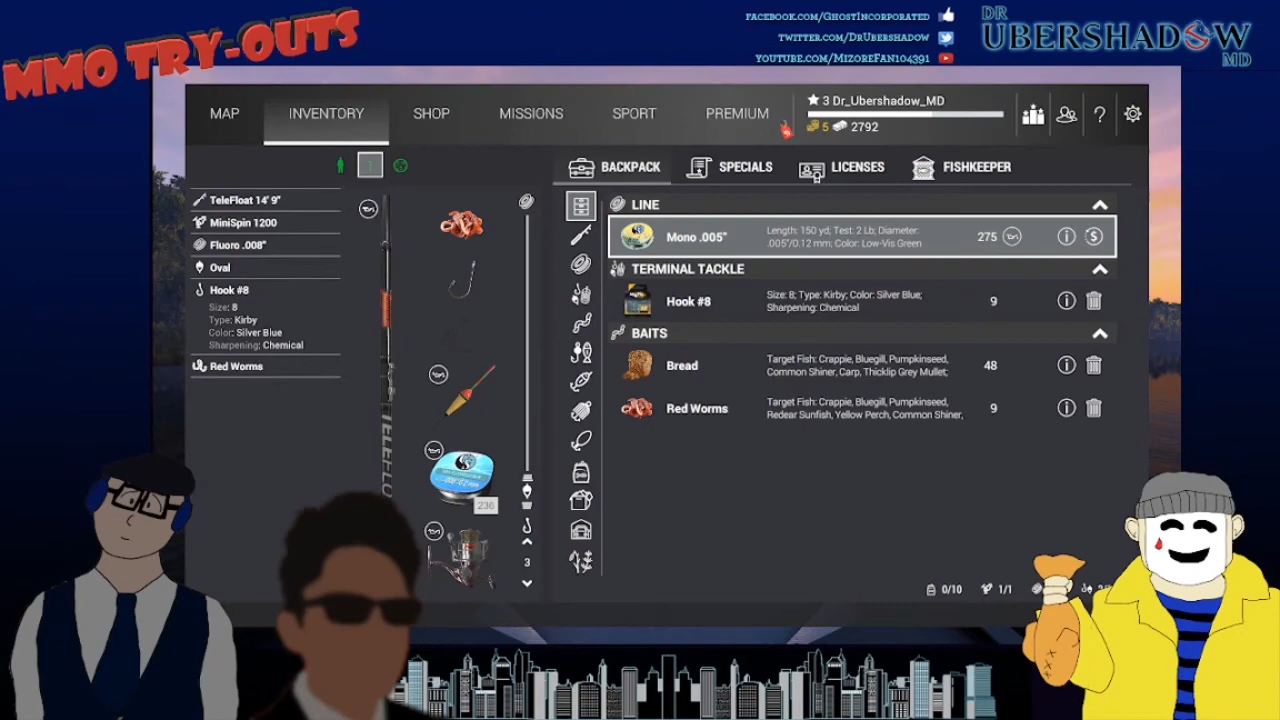 MMO TRY-OUTS
FACEBOOK.COM/GHOSTINCORPORATED
TWITTER.COM/DRUBERSHADOW
YOUTUBE.COM/MIZOREFAN104391
DR
UBERSHADOW
MD
MAP
INVENTORY
SHOP
MISSIONS
SPORT
PREMIUM
3 Dr_Ubershadow_MD
5 2792
?
1
BACKPACK
SPECIALS
LICENSES
FISHKEEPER
TeleFloat 14' 9"
MiniSpin 1200
Fluoro .008"
Oval
Hook #8
Size: 8
Type: Kirby
Color: Silver Blue
Sharpening: Chemical
Red Worms
236
3
LINE
Mono .005"
Length: 150 yd; Test: 2 Lb; Diameter:
.005"/0.12 mm; Color: Low-Vis Green
275
TERMINAL TACKLE
Hook #8
Size: 8; Type: Kirby; Color: Silver Blue;
Sharpening: Chemical
9
BAITS
Bread
Target Fish: Crappie, Bluegill, Pumpkinseed,
Common Shiner, Carp, Thicklip Grey Mullet;
48
Red Worms
Target Fish: Crappie, Bluegill, Pumpkinseed,
Redear Sunfish, Yellow Perch, Common Shiner,
9
0/10
1/1